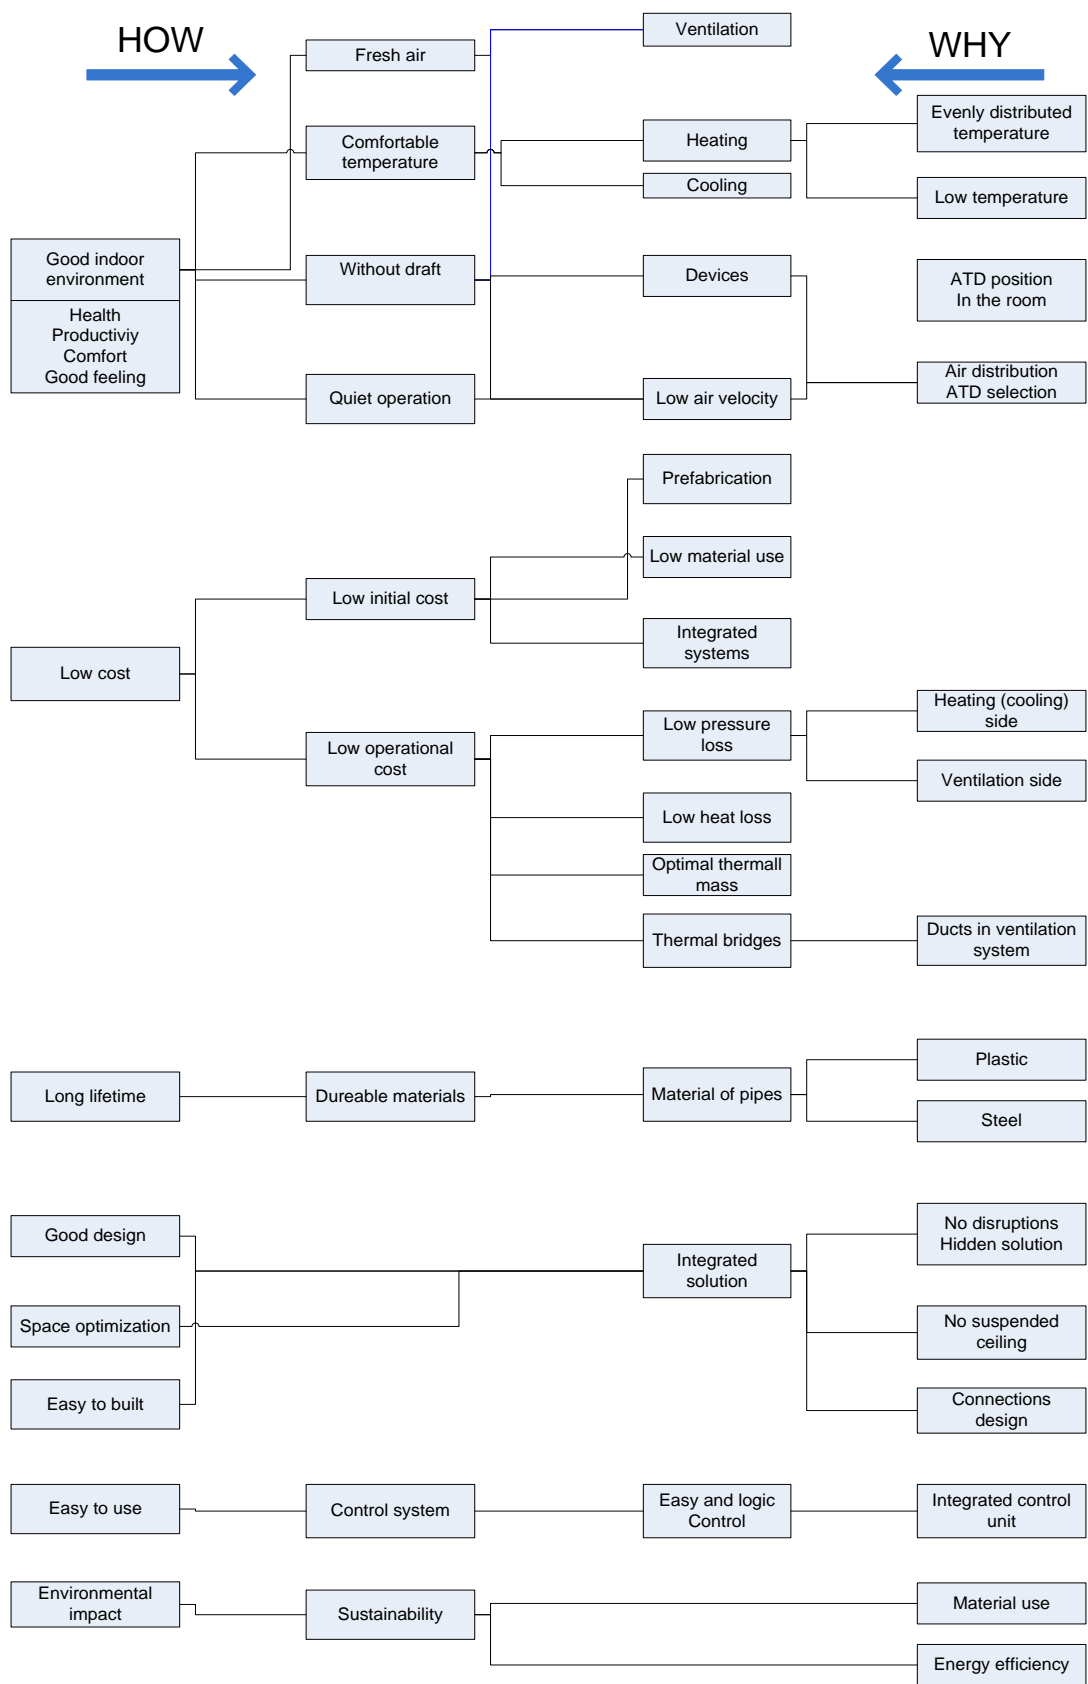 HOW
WHY
Fresh air
Ventilation
Comfortable
temperature
Heating
Cooling
Evenly distributed
temperature
Low temperature
Good indoor
environment
Health
Productiviy
Comfort
Good feeling
Without draft
Devices
ATD position
In the room
Quiet operation
Low air velocity
Air distribution
ATD selection
Prefabrication
Low material use
Low initial cost
Integrated
systems
Low cost
Low operational
cost
Low pressure
loss
Heating (cooling)
side
Ventilation side
Low heat loss
Optimal thermall
mass
Thermal bridges
Ducts in ventilation
system
Long lifetime
Dureable materials
Material of pipes
Plastic
Steel
Good design
Space optimization
Easy to built
Integrated
solution
No disruptions
Hidden solution
No suspended
ceiling
Connections
design
Easy to use
Control system
Easy and logic
Control
Integrated control
unit
Environmental
impact
Sustainability
Material use
Energy efficiency